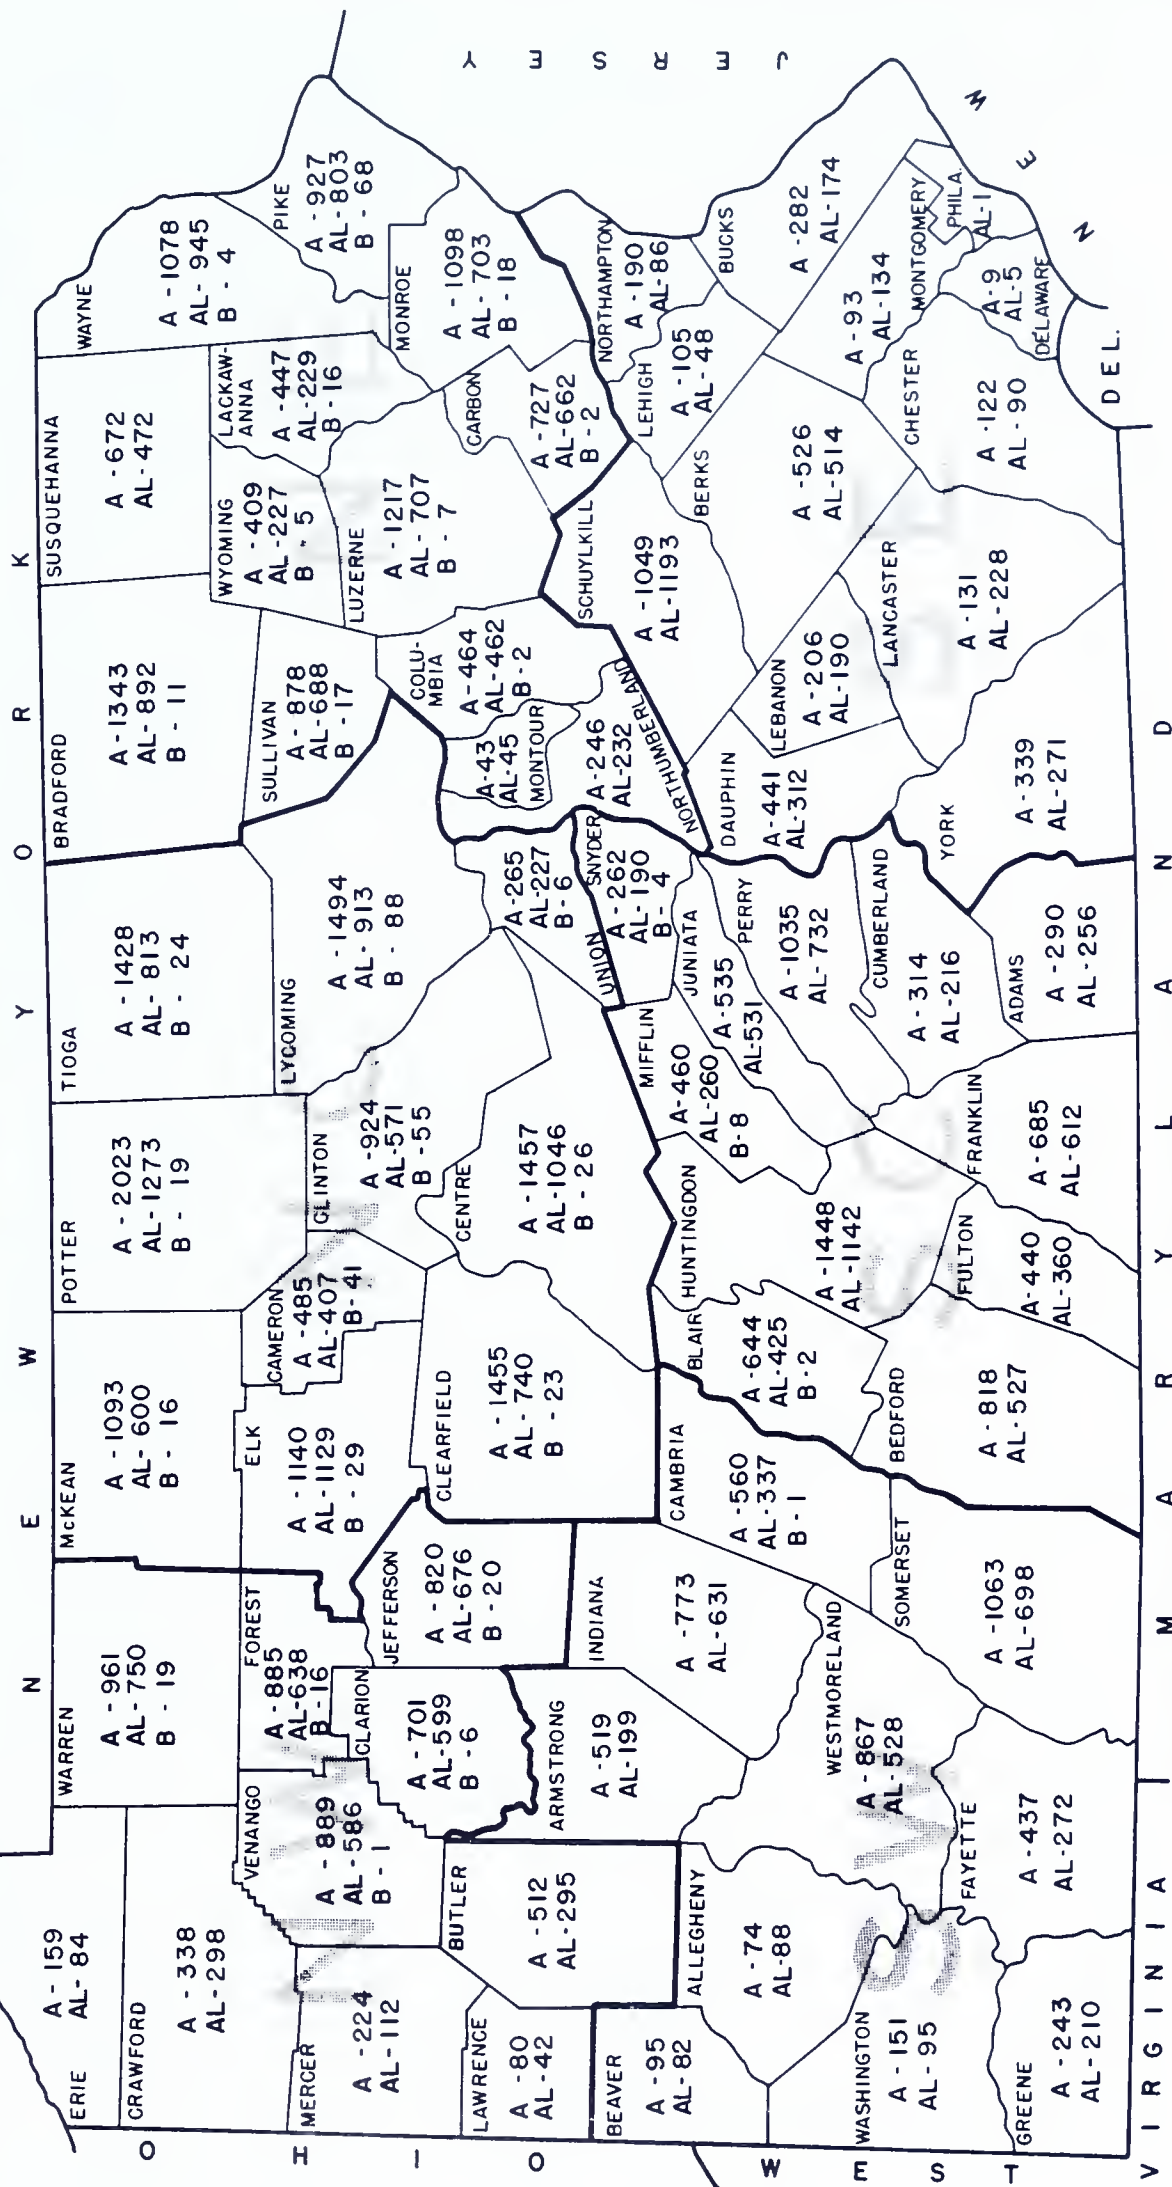 N E W Y O R K
ERIE
A - 159
AL- 84
CRAWFORD
A - 338
AL-298
WARREN
A - 961
AL-750
B - 19
McKEAN
A - 1093
AL- 600
B - 16
POTTER
A - 2023
AL-1273
B - 19
TIOGA
A - 1428
AL- 813
B - 24
BRADFORD
A -1343
AL-892
B - 11
SUSQUEHANNA
A -672
AL-472
WAYNE
A -1078
AL- 945
B - 4
PIKE
A -927
AL-803
B - 68
MERCER
A -224
AL-112
VENANGO
A - 889
AL-586
B - 1
FOREST
A -885
AL-638
B - 16
ELK
A -1140
AL-1129
B - 29
CAMERON
A -485
AL-407
B-41
CLINTON
A -924
AL-571
B -55
LYCOMING
A -1494
AL- 913
B - 88
SULLIVAN
A - 878
AL-688
B - 17
WYOMING
A -409
AL-227
B - 5
LACKAW-
ANNA
A -447
AL-229
B - 16
LUZERNE
A -1217
AL- 707
B - 7
MONROE
A -1098
AL- 703
B - 18
LAWRENCE
A -80
AL-42
BUTLER
A -512
AL-295
CLARION
A -701
AL-599
B - 6
JEFFERSON
A -820
AL-676
B - 20
CLEARFIELD
A -1455
AL- 740
B - 23
CENTRE
A -1457
AL-1046
B - 26
COLU-
MBIA
A -464
AL-462
B - 2
MONTOUR
A-43
AL-45
UNION
A-265
AL-227
B-6
NORTHUMBERLAND
A-246
AL-232
CARBON
A -727
AL-662
B - 2
NORTHAMPTON
A -190
AL-86
BEAVER
A -95
AL-82
ALLEGHENY
A -74
AL-88
ARMSTRONG
A -519
AL-199
INDIANA
A -773
AL-631
CAMBRIA
A -560
AL-337
B - 1
BLAIR
A -644
AL-425
B - 2
HUNTINGDON
A -1448
AL-1142
MIFFLIN
A-460
AL-260
B-8
JUNIATA
A -535
AL-531
SNYDER
A -262
AL-190
B - 4
PERRY
A -1035
AL-732
DAUPHIN
A-441
AL-312
SCHUYLKILL
A -1049
AL-1193
LEHIGH
A -105
AL-48
BUCKS
A -282
AL-174
BERKS
A -526
AL-514
LEBANON
A -206
AL-190
MONTGOMERY
A -93
AL-134
PHILA.
AL-1
DELAWARE
A-9
AL-5
CHESTER
A -122
AL- 90
LANCASTER
A -131
AL-228
YORK
A -339
AL-271
CUMBERLAND
A - 314
AL-216
ADAMS
A -290
AL-256
FRANKLIN
A -685
AL-612
FULTON
A -440
AL-360
BEDFORD
A - 818
AL-527
SOMERSET
A -1063
AL-698
WESTMORELAND
A - 867
AL-528
FAYETTE
A - 437
AL-272
WASHINGTON
A - 151
AL- 95
GREENE
A -243
AL-210
O H I O
W E S T
V I R G I N I A
M A R Y L A N D
DEL.
N E W
J E R S E Y
NW
NC
NE
SW
SC
SE